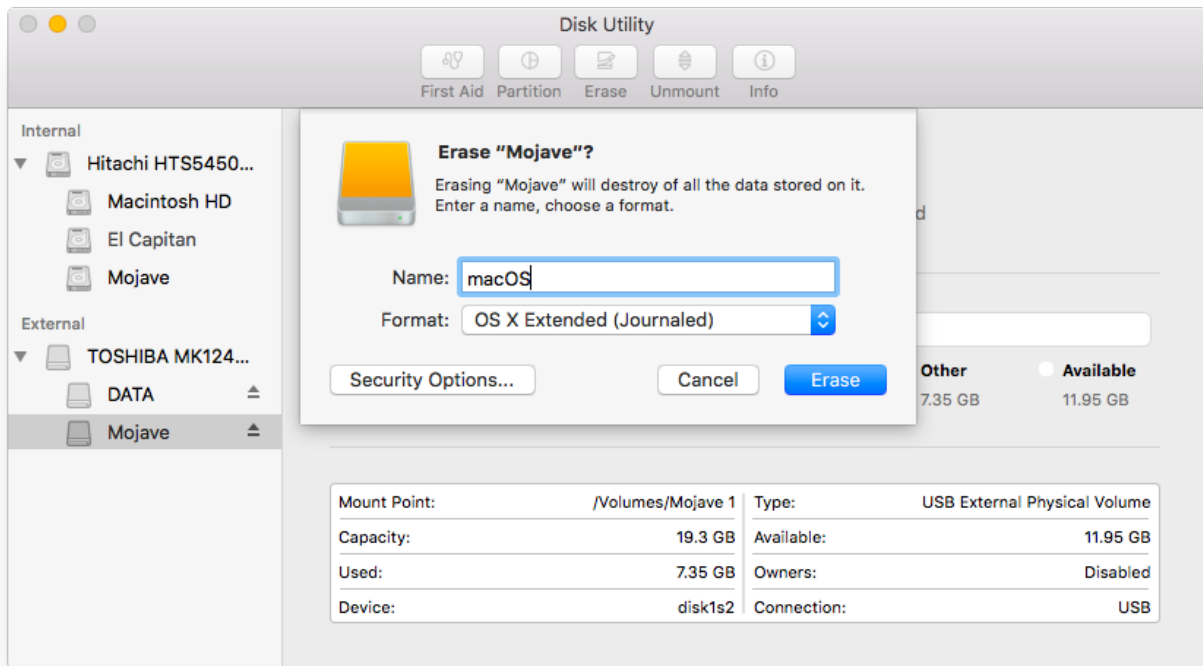 Disk Utility
First Aid
Partition
Erase
Unmount
Info
Internal
Hitachi HTS5450...
Macintosh HD
El Capitan
Mojave
External
TOSHIBA MK124...
DATA
Mojave
Erase “Mojave”?
Erasing “Mojave” will destroy of all the data stored on it.
Enter a name, choose a format.
Name: macOS
Format: OS X Extended (Journaled)
Security Options...
Cancel
Erase
d
Other
7.35 GB
Available
11.95 GB
Mount Point: /Volumes/Mojave 1
Type: USB External Physical Volume
Capacity: 19.3 GB
Available: 11.95 GB
Used: 7.35 GB
Owners: Disabled
Device: disk1s2
Connection: USB